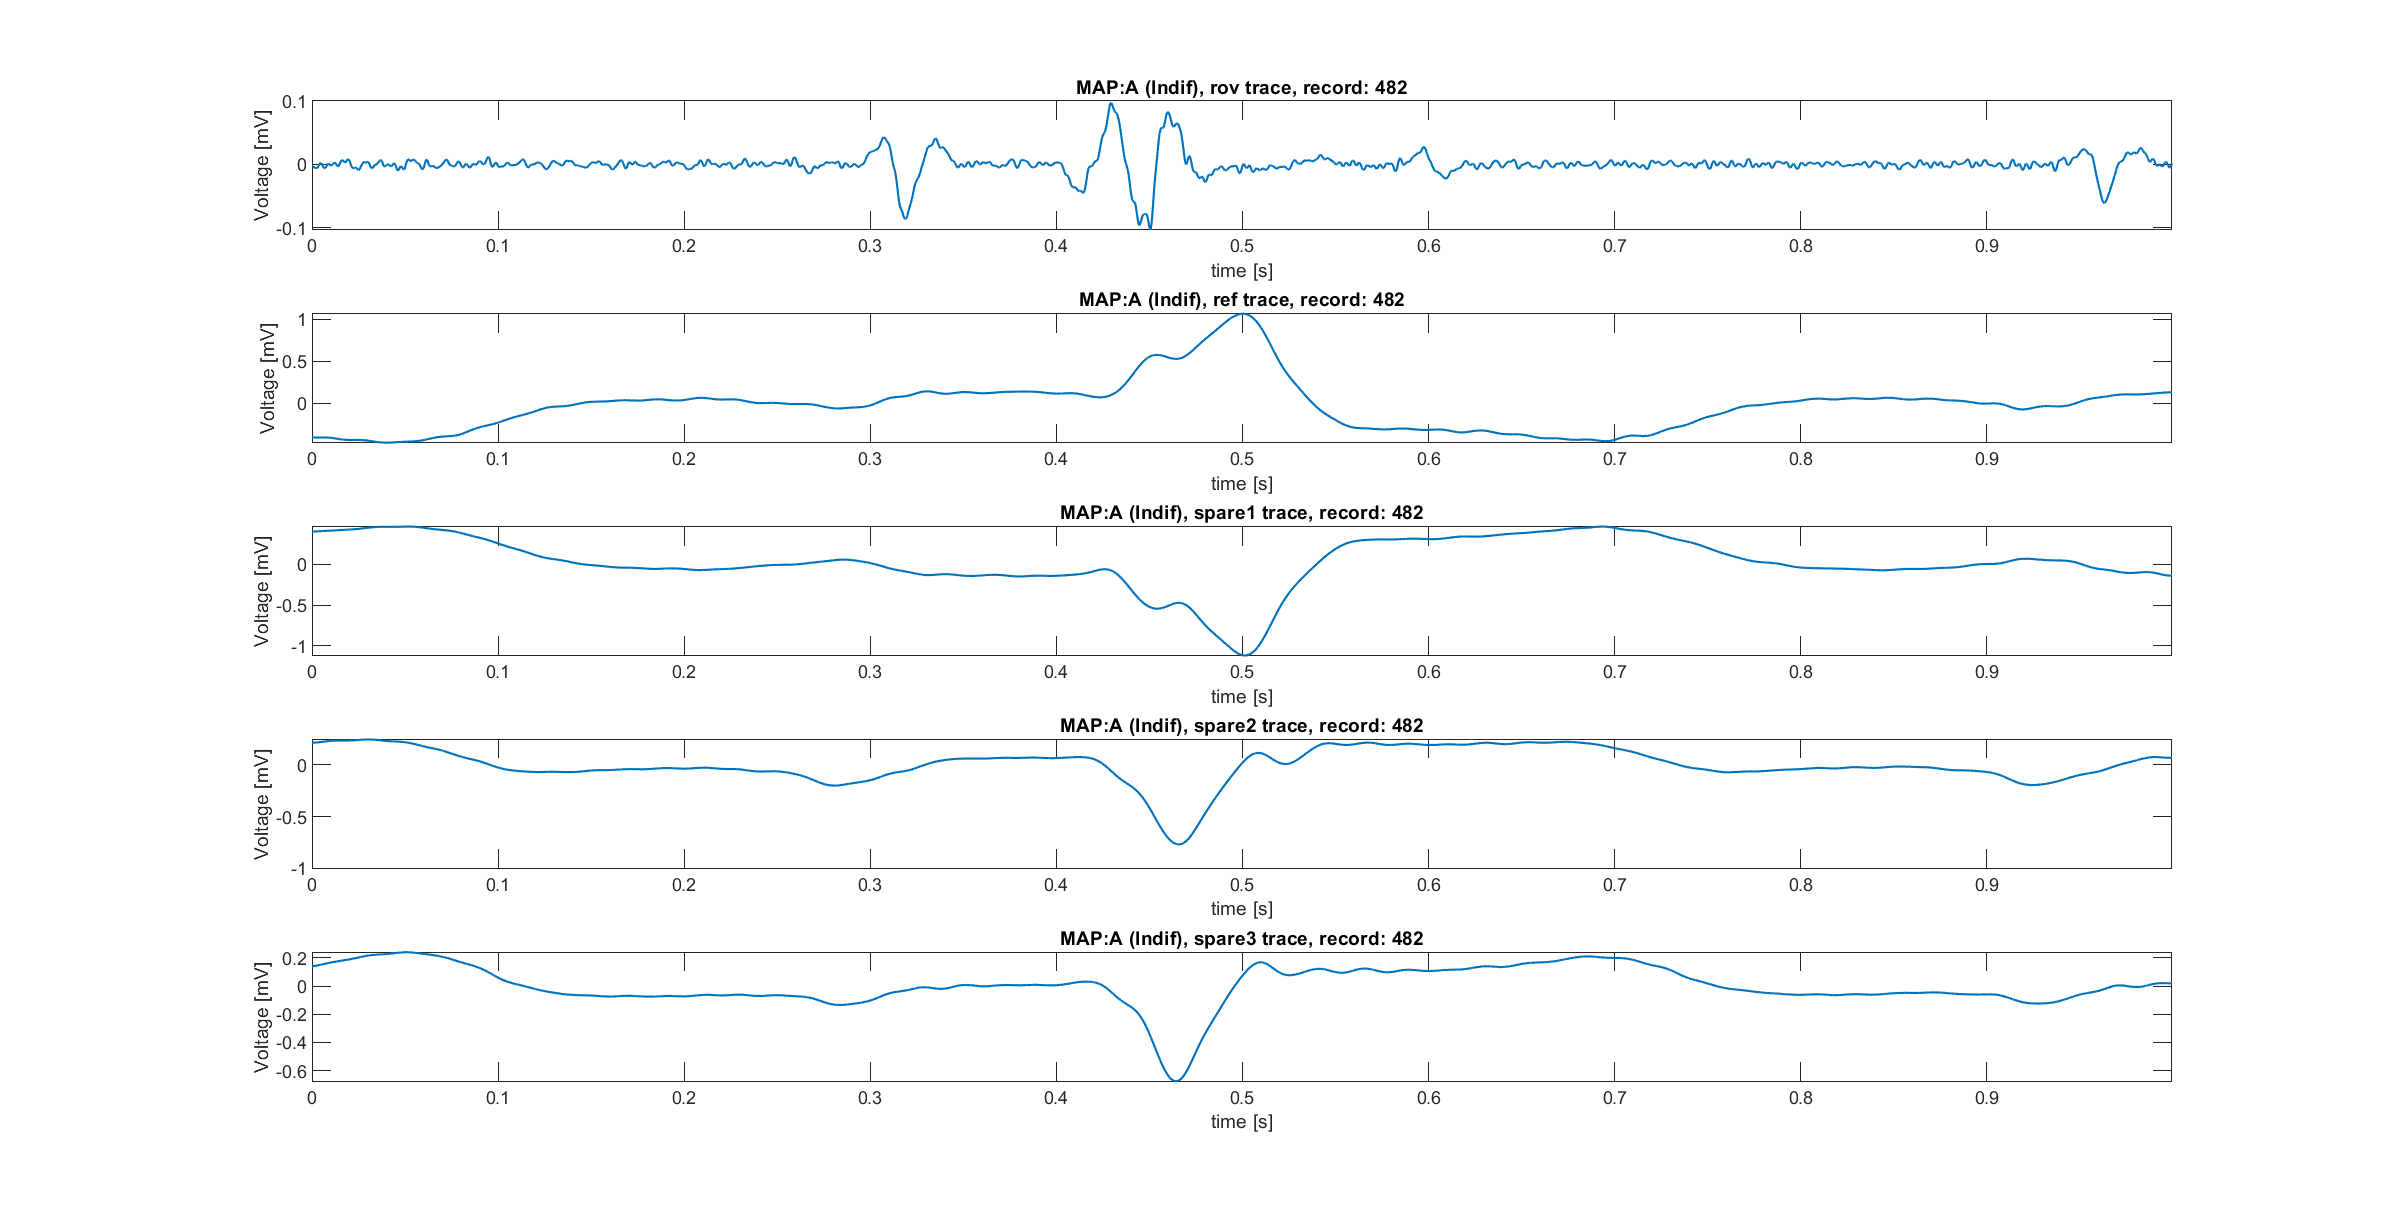 MAP:A (Indif), rov trace, record: 482
Voltage [mV]
0.1
0
-0.1
0 0.1 0.2 0.3 0.4 0.5 0.6 0.7 0.8 0.9
time [s]
MAP:A (Indif), ref trace, record: 482
Voltage [mV]
1
0.5
0
0 0.1 0.2 0.3 0.4 0.5 0.6 0.7 0.8 0.9
time [s]
MAP:A (Indif), spare1 trace, record: 482
Voltage [mV]
0
-0.5
-1
0 0.1 0.2 0.3 0.4 0.5 0.6 0.7 0.8 0.9
time [s]
MAP:A (Indif), spare2 trace, record: 482
Voltage [mV]
0
-0.5
-1
0 0.1 0.2 0.3 0.4 0.5 0.6 0.7 0.8 0.9
time [s]
MAP:A (Indif), spare3 trace, record: 482
Voltage [mV]
0.2
0
-0.2
-0.4
-0.6
0 0.1 0.2 0.3 0.4 0.5 0.6 0.7 0.8 0.9
time [s]